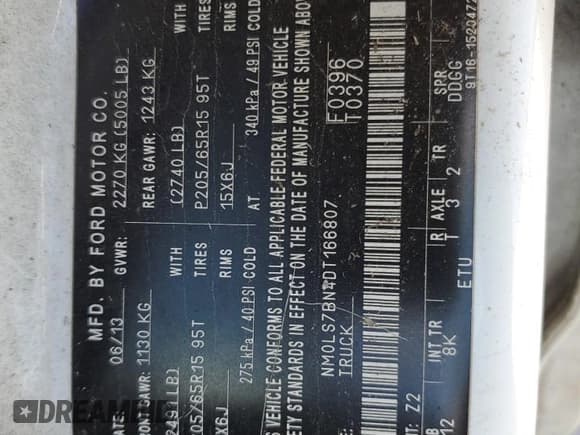 MFD. BY FORD MOTOR CO.
06/13 GVWR: 2270 KG (5005 LB)
GAWR: 1130 KG REAR GAWR: 1243 KG
2491 LB) WITH (2740 LB) WITH
05/65R15 95T TIRES P205/65R15 95T TIRES
5X6J RIMS 15X6J RIMS
275 kPa / 40 PSI COLD AT 340 kPa / 49 PSI COLD
VEHICLE CONFORMS TO ALL APPLICABLE FEDERAL MOTOR VEHICLE
TY STANDARDS IN EFFECT ON THE DATE OF MANUFACTURE SHOWN ABOVE
NM0LS7BN4DT166807 F0396
TRUCK T0370
Z2
INT TR R AXLE TR SPR
12 8K T 3 2 DDGG
ETU
DREAMBID